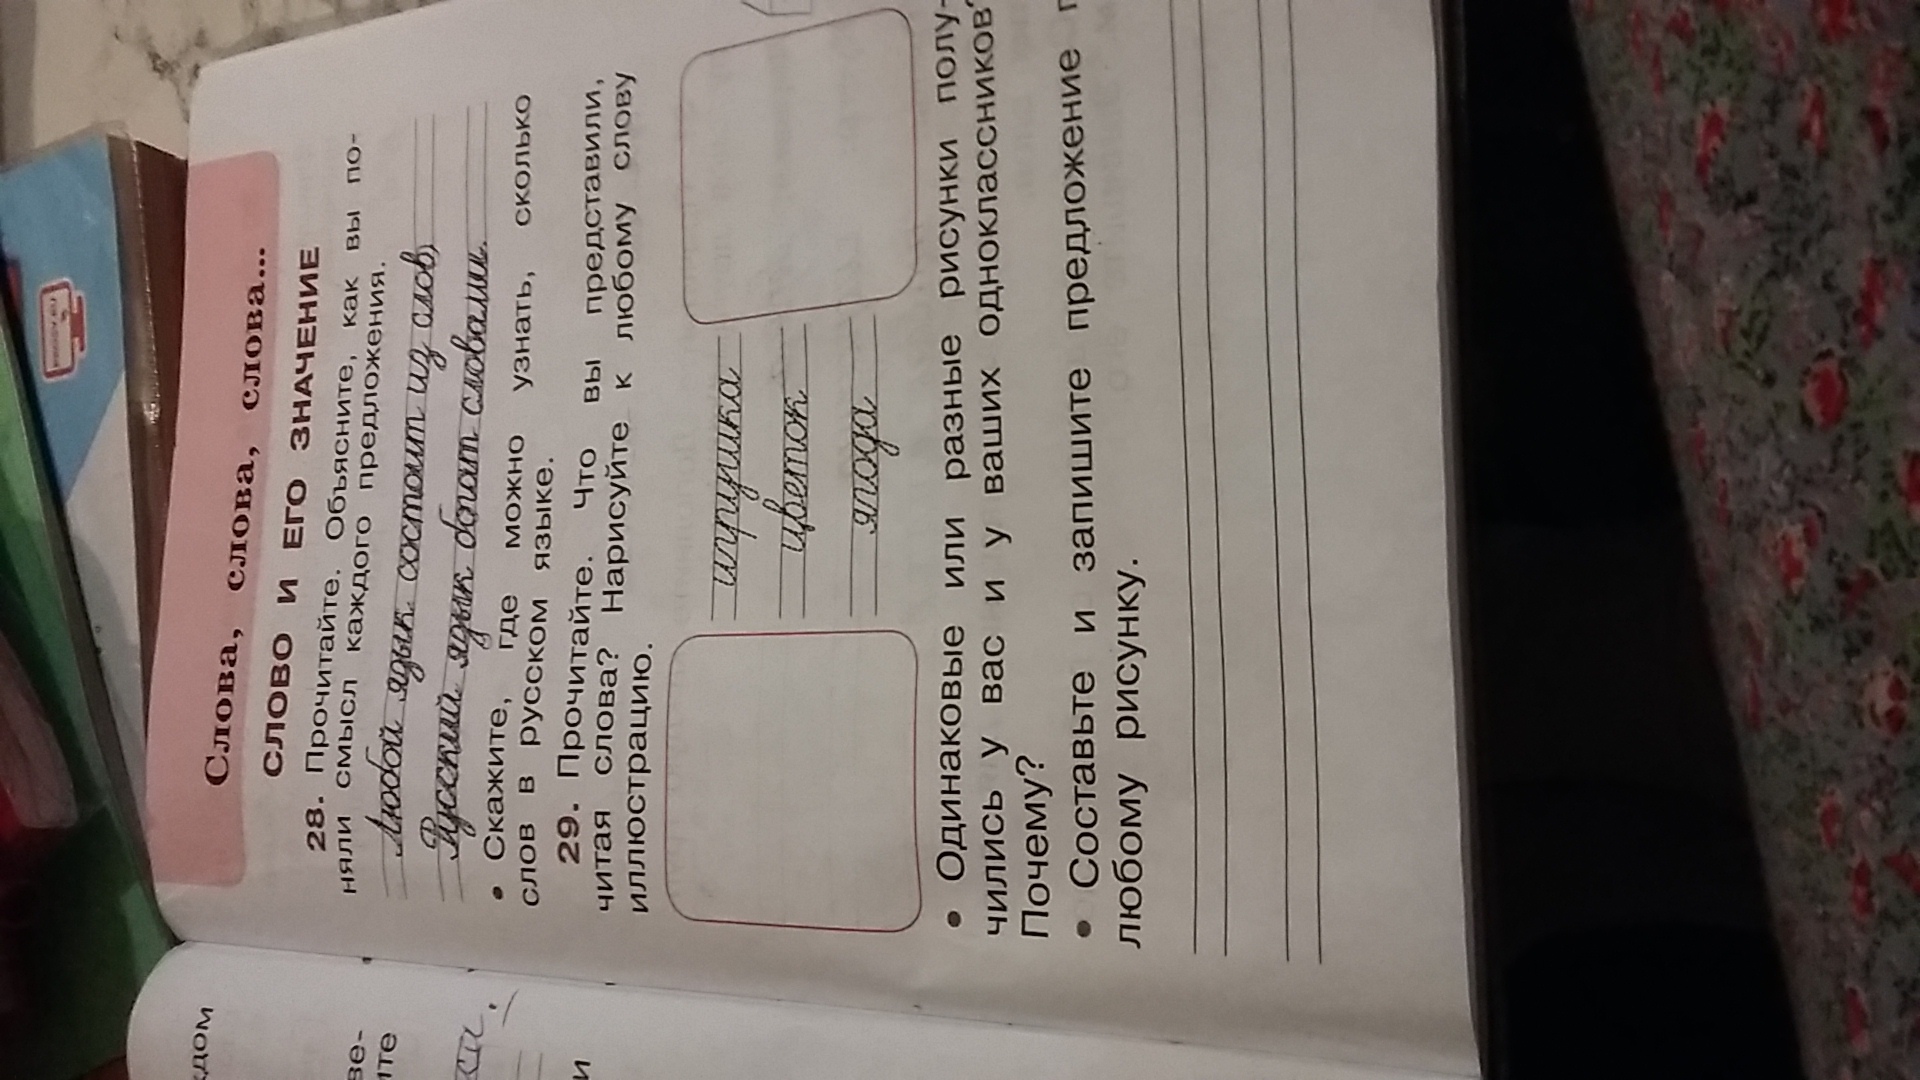 Слова, слова, слова...
СЛОВО И ЕГО ЗНАЧЕНИЕ
28. Прочитайте. Объясните, как вы по-
няли смысл каждого предложения.
Любой язык состоит из слов.
Русский язык богат словами.
• Скажите, где можно узнать, сколько
слов в русском языке.
29. Прочитайте. Что вы представили,
читая слова? Нарисуйте к любому слову
иллюстрацию.
игрушка
цветок
ягода
• Одинаковые или разные рисунки полу-
чились у вас и у ваших одноклассников?
Почему?
• Составьте и запишите предложение п
любому рисунку.
ждом
ве-
ите
и